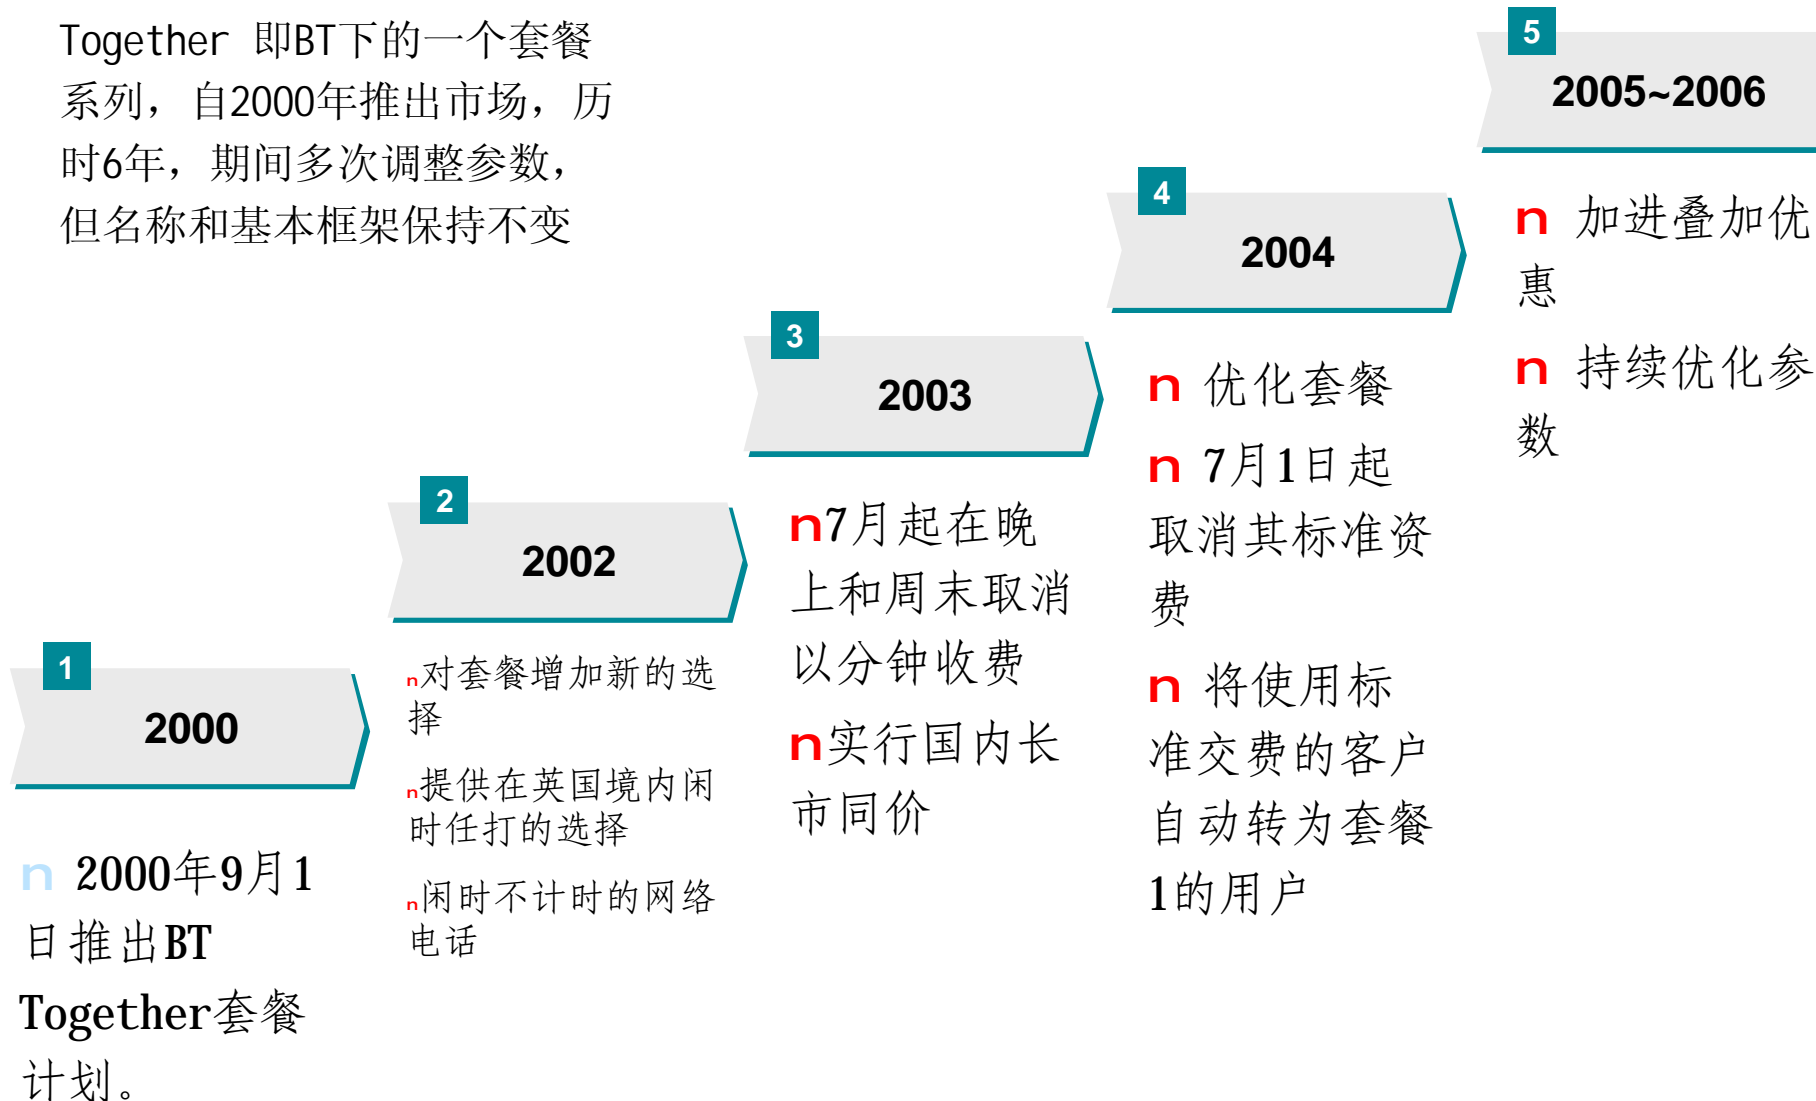 Together 即BT下的一个套餐
系列，自2000年推出市场，历
时6年，期间多次调整参数，
但名称和基本框架保持不变
1
2000
n 2000年9月1
日推出BT
Together套餐
计划。
2
2002
n对套餐增加新的选
择
n提供在英国境内闲
时任打的选择
n闲时不计时的网络
电话
3
2003
n7月起在晚
上和周末取消
以分钟收费
n实行国内长
市同价
4
2004
n 优化套餐
n 7月1日起
取消其标准资
费
n 将使用标
准交费的客户
自动转为套餐
1的用户
5
2005~2006
n 加进叠加优
惠
n 持续优化参
数